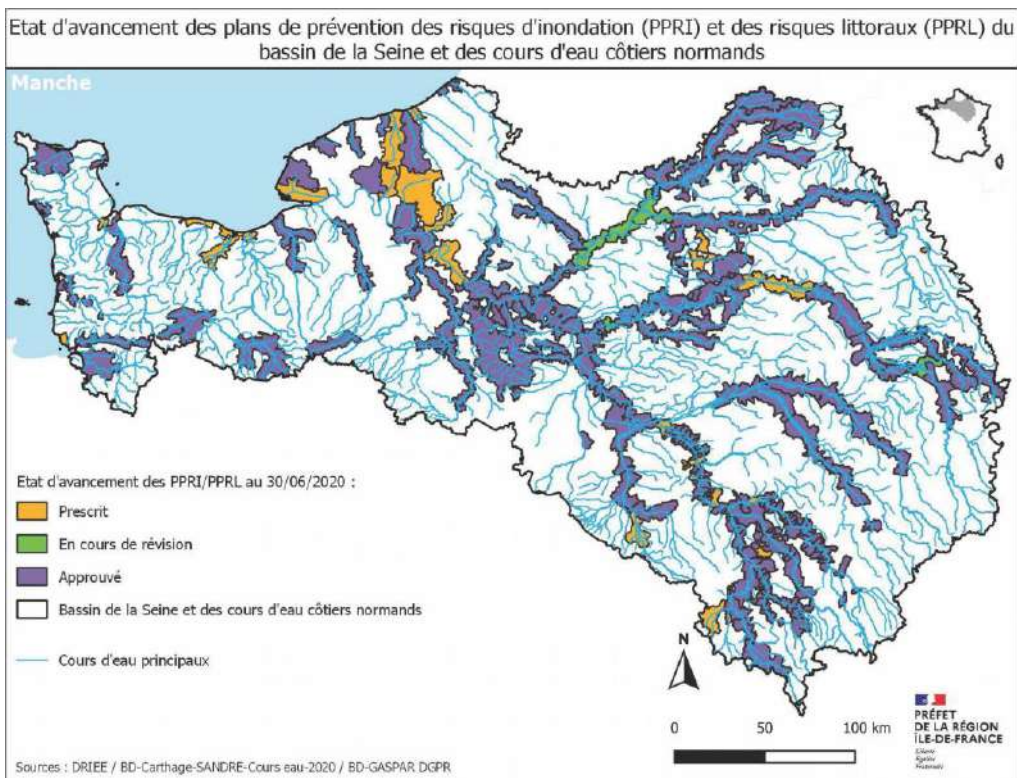 Etat d'avancement des plans de prévention des risques d'inondation (PPRI) et des risques littoraux (PPRL) du
bassin de la Seine et des cours d'eau côtiers normands
Manche
Etat d'avancement des PPRI/PPRL au 30/06/2020 :
Prescrit
En cours de révision
Approuvé
Bassin de la Seine et des cours d'eau côtiers normands
Cours d'eau principaux
N
0 50 100 km
PRÉFET
DE LA RÉGION
ÎLE-DE-FRANCE
Liberté
Égalité
Fraternité
Sources : DRIEE / BD-Carthage-SANDRE-Cours eau-2020 / BD-GASPAR DGPR